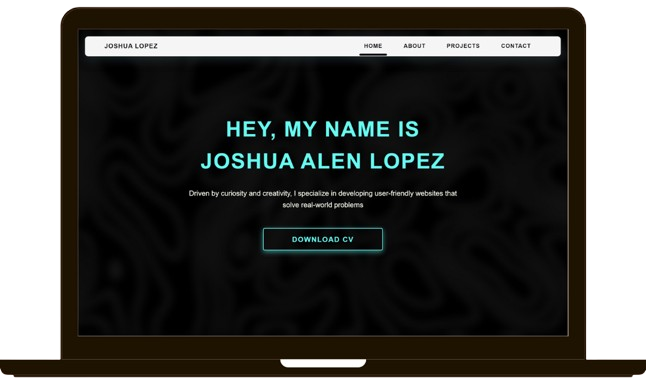 JOSHUA LOPEZ HOME ABOUT PROJECTS CONTACT
HEY, MY NAME IS
JOSHUA ALEN LOPEZ
Driven by curiosity and creativity, I specialize in developing user-friendly websites that
solve real-world problems
DOWNLOAD CV